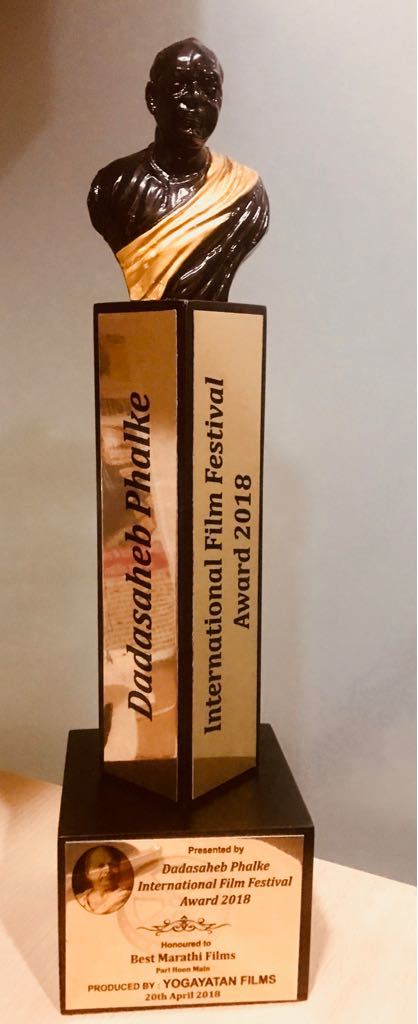 Dadasaheb Phalke
International Film Festival
Award 2018
Presented by
Dadasaheb Phalke
International Film Festival
Award 2018
Honoured to
Best Marathi Films
Pari Hoon Main
PRODUCED BY : YOGAYATAN FILMS
20th April 2018